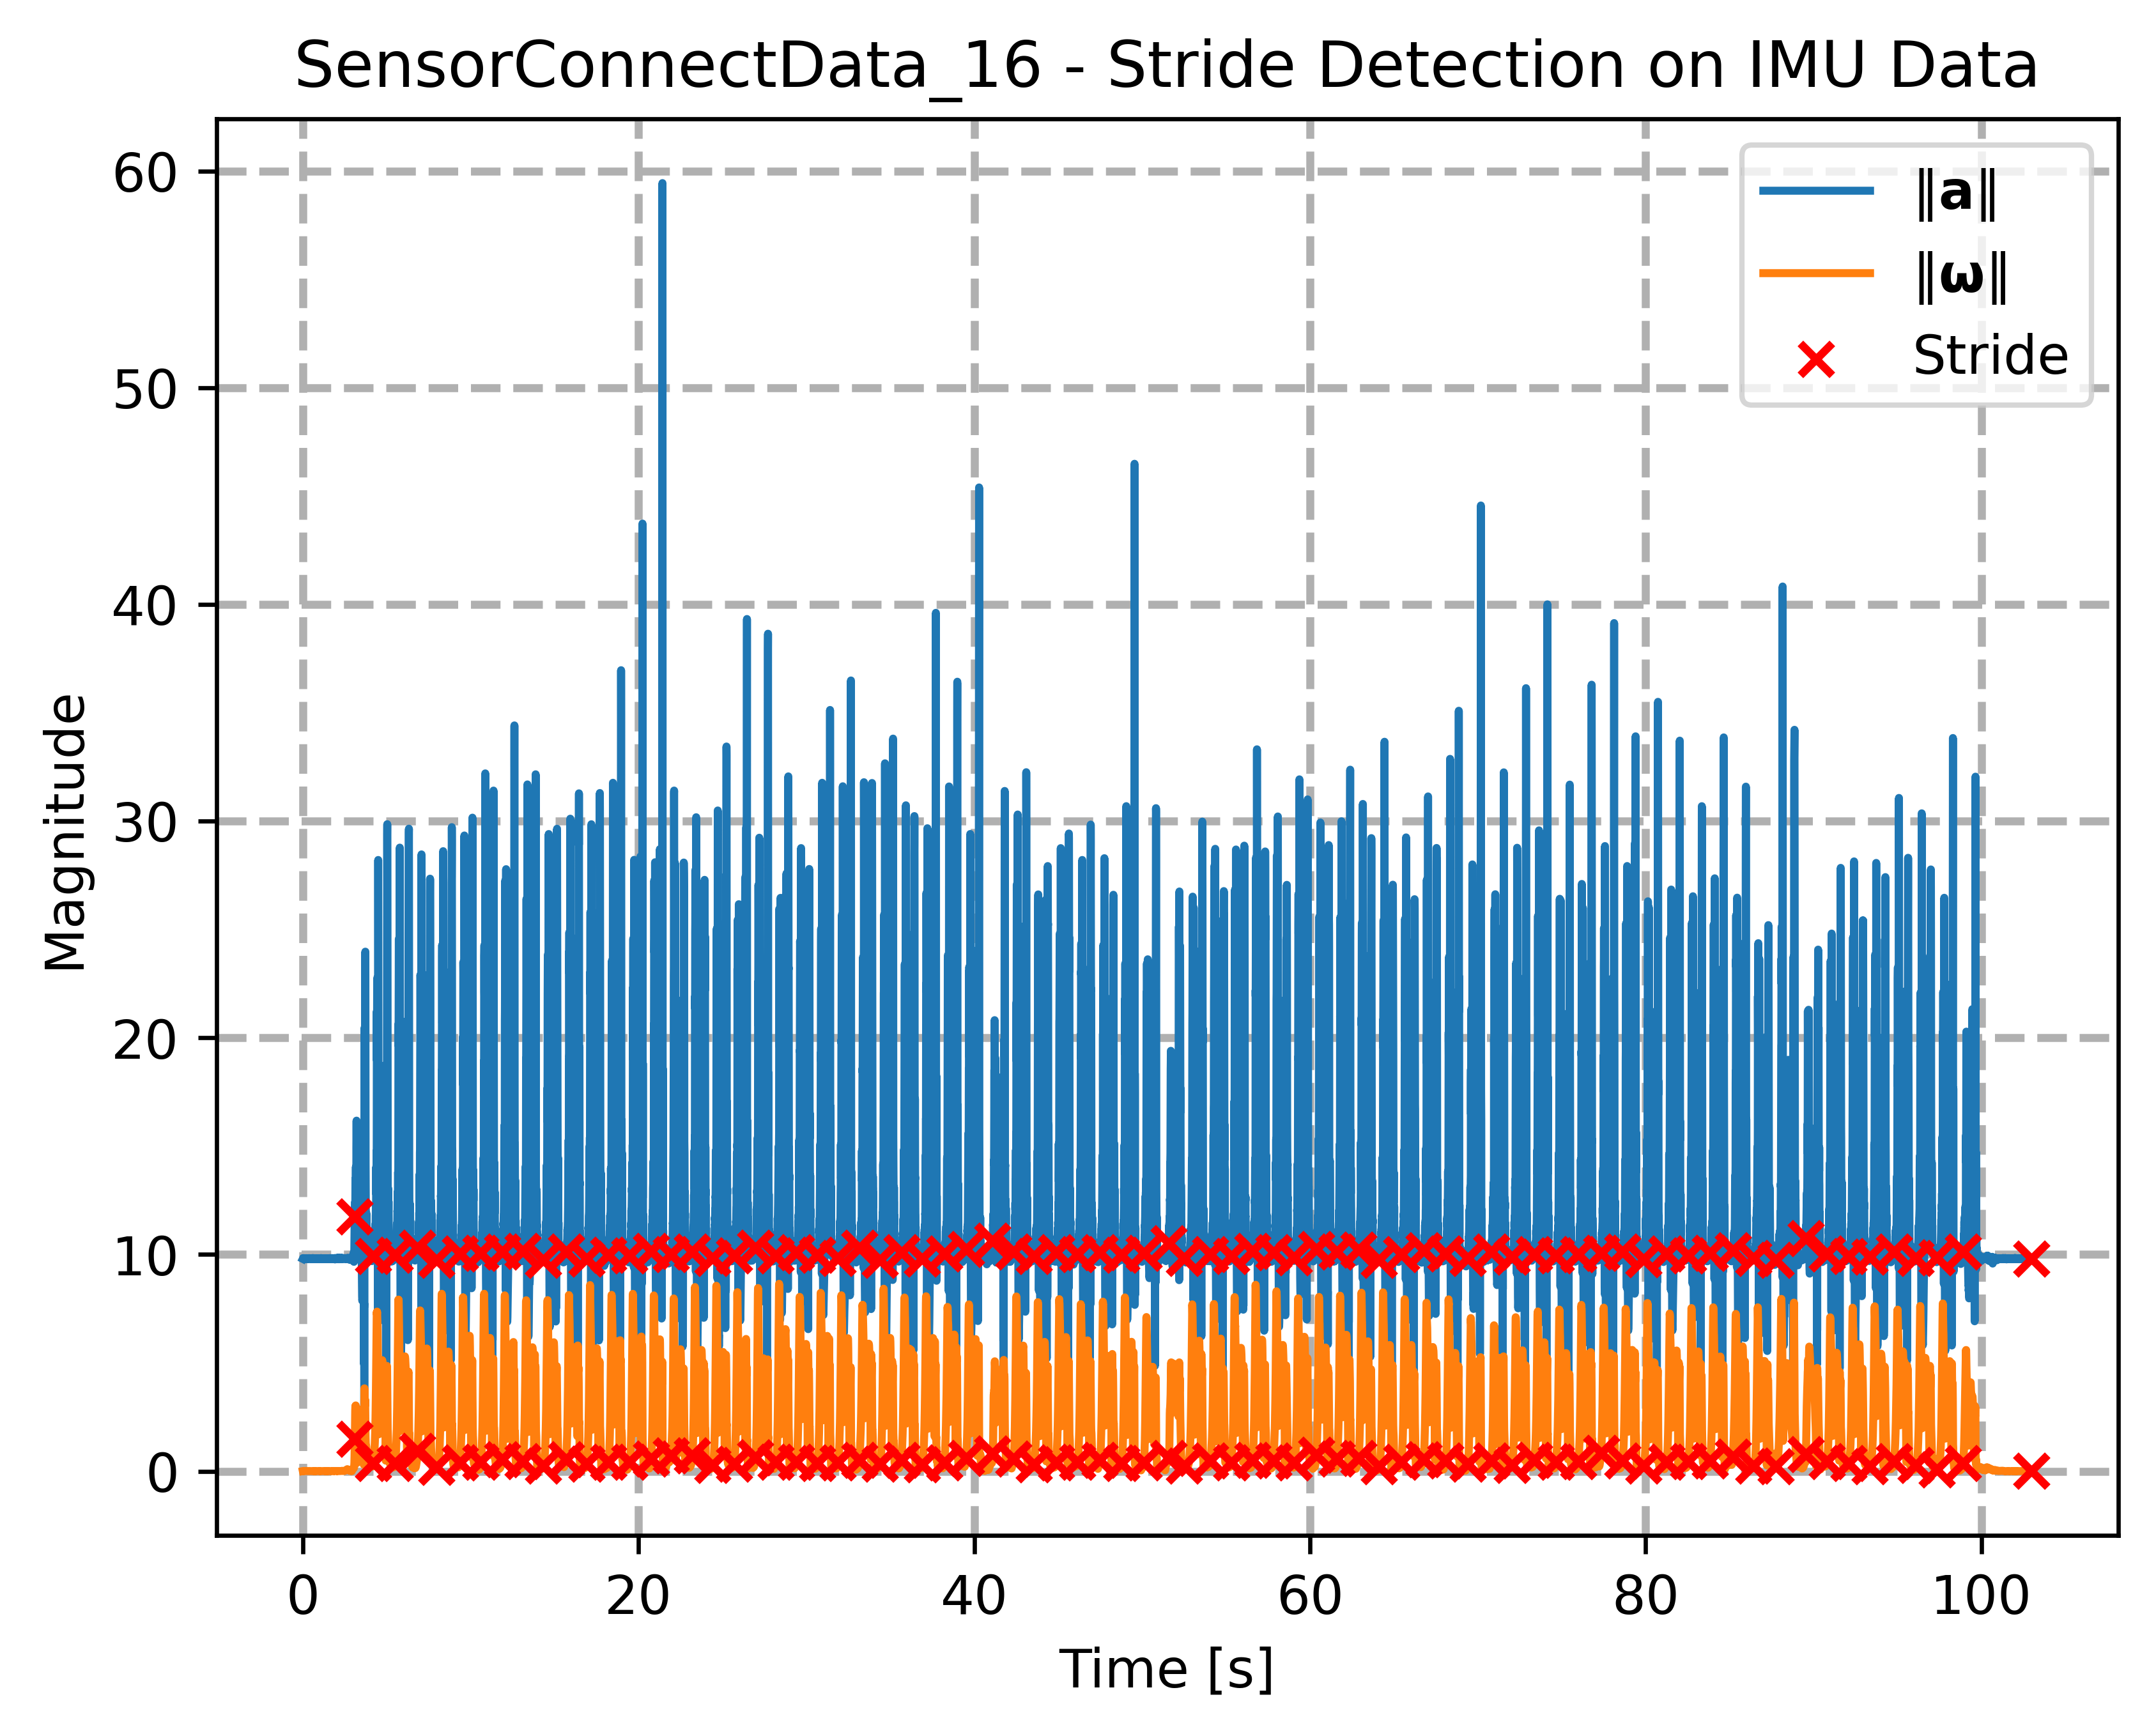 SensorConnectData_16 - Stride Detection on IMU Data
Magnitude
60
50
40
30
20
10
0
‖a‖
‖ω‖
Stride
0 20 40 60 80 100
Time [s]